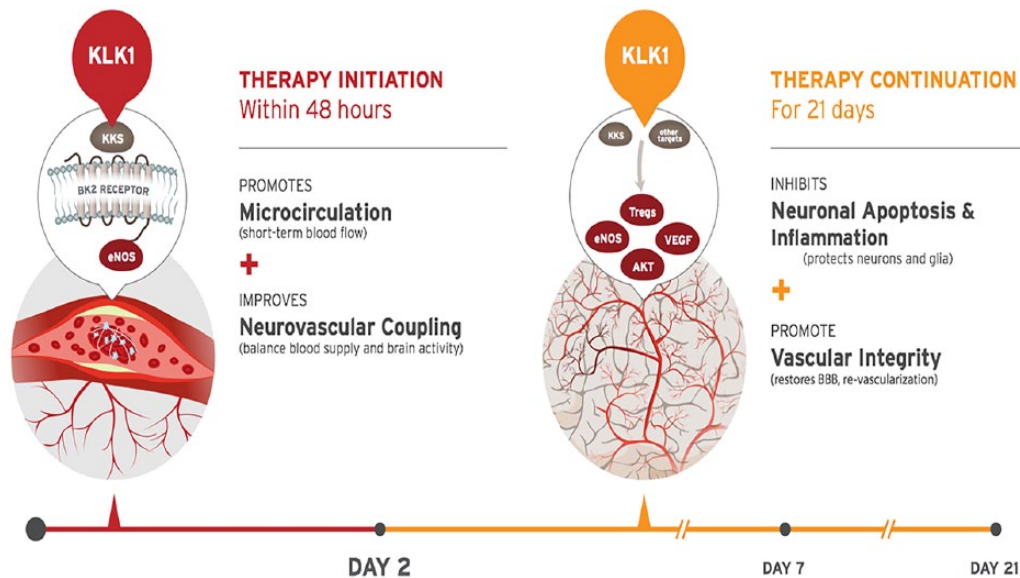 KLK1
KKS
BK2 RECEPTOR
eNOS
THERAPY INITIATION
Within 48 hours
PROMOTES
Microcirculation
(short-term blood flow)
+
IMPROVES
Neurovascular Coupling
(balance blood supply and brain activity)
KLK1
KKS
other
targets
Tregs
eNOS
VEGF
AKT
THERAPY CONTINUATION
For 21 days
INHIBITS
Neuronal Apoptosis &
Inflammation
(protects neurons and glia)
+
PROMOTE
Vascular Integrity
(restores BBB, re-vascularization)
DAY 2
DAY 7
DAY 21